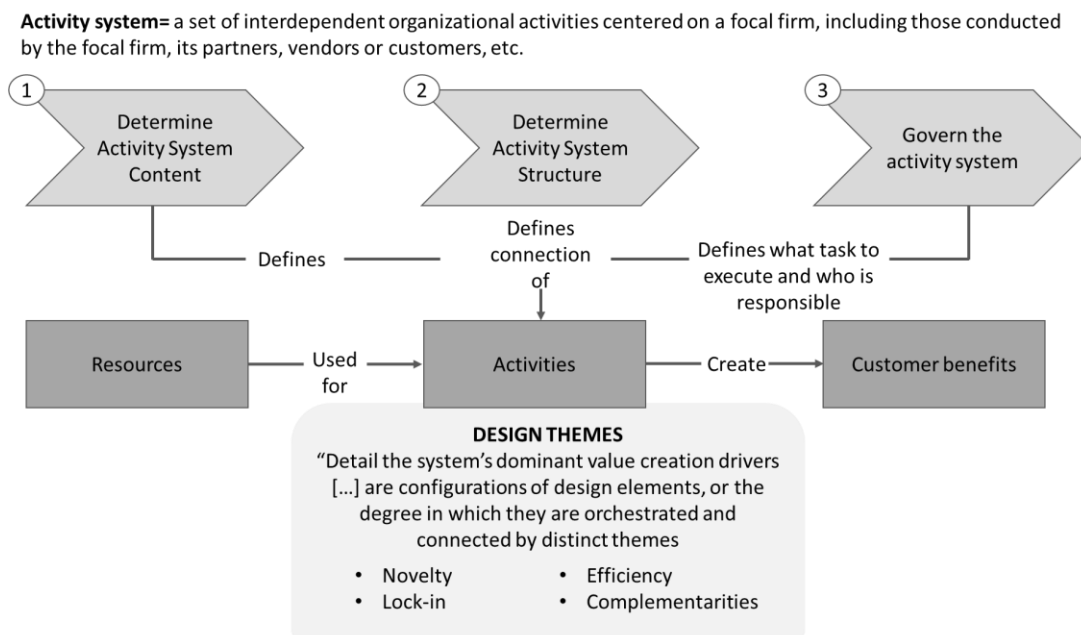 Activity system= a set of interdependent organizational activities centered on a focal firm, including those conducted
by the focal firm, its partners, vendors or customers, etc.
1
Determine
Activity System
Content
2
Determine
Activity System
Structure
3
Govern the
activity system
Defines
Defines
connection
of
Defines what task to
execute and who is
responsible
Resources
Used
for
Activities
Create
Customer benefits
DESIGN THEMES
“Detail the system’s dominant value creation drivers
[…] are configurations of design elements, or the
degree in which they are orchestrated and
connected by distinct themes
• Novelty
• Lock-in
• Efficiency
• Complementarities